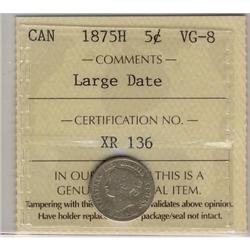 CAN 1875H 5¢ VG-8
— COMMENTS —
Large Date
— CERTIFICATION NO. —
XR 136
IN OUR THIS IS A
GENU AL ITEM.
Tampering with this validates above opinion.
Have holder replac package/seal not intact.